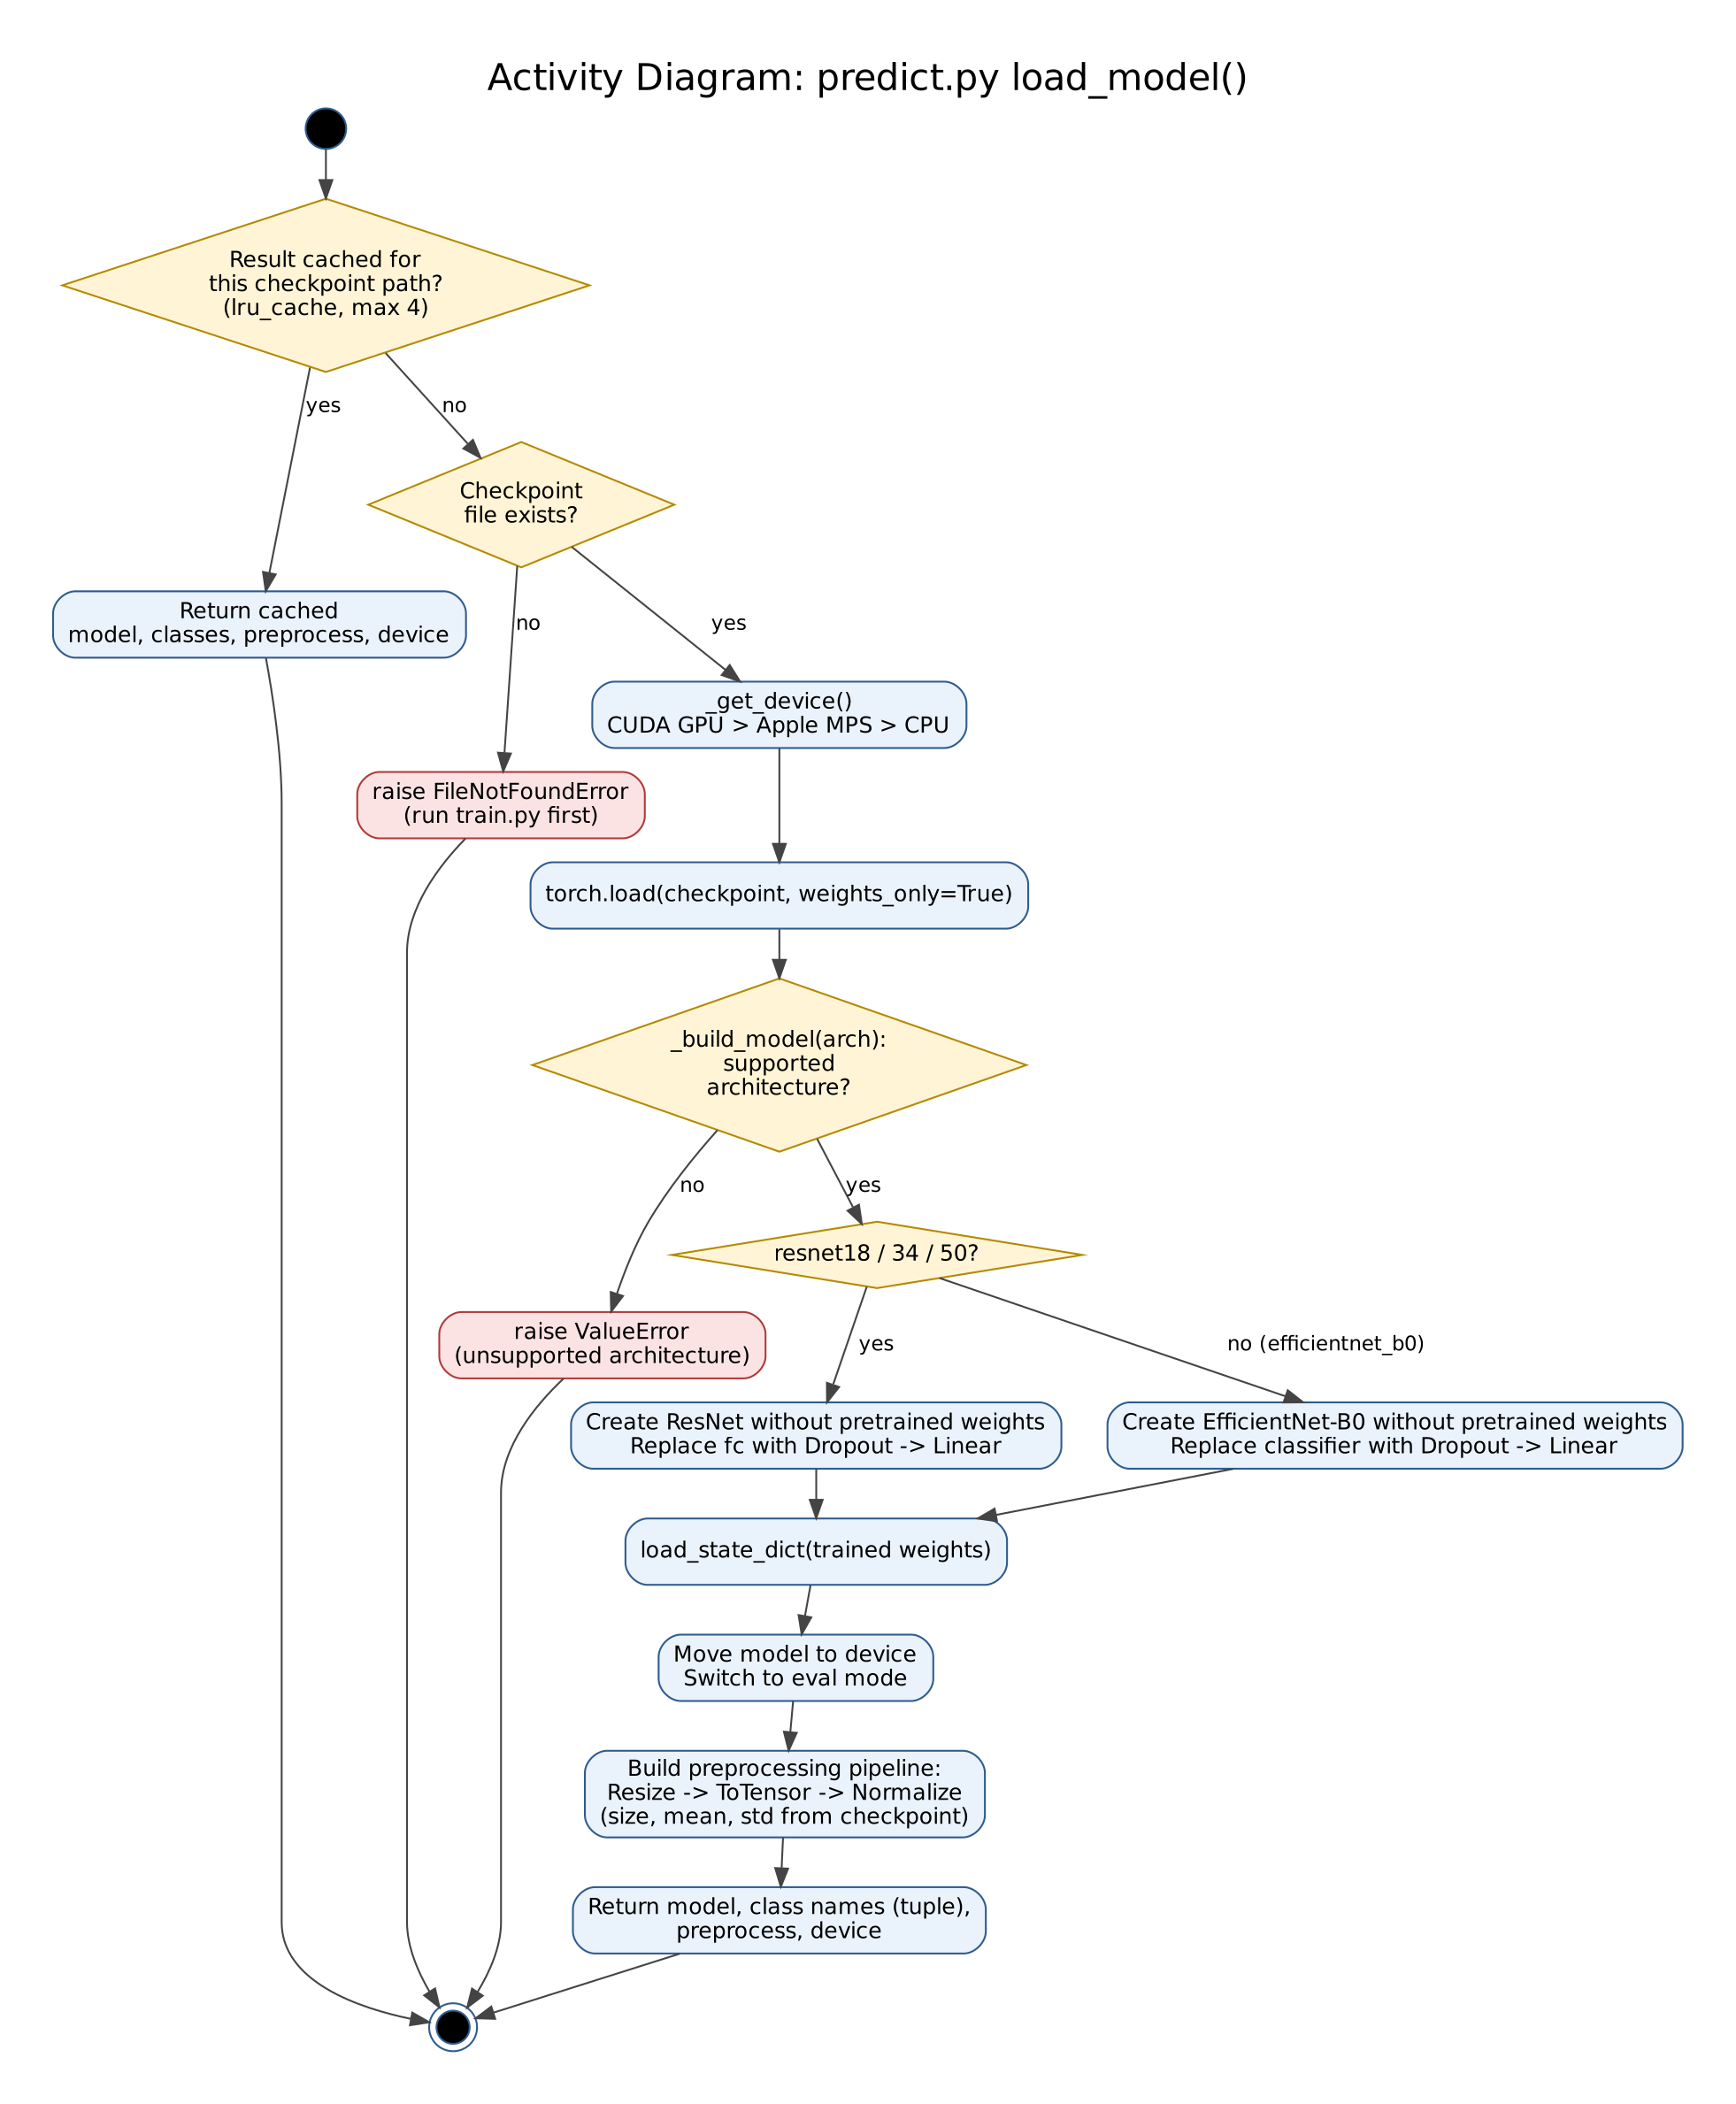 Activity Diagram: predict.py load_model()
Result cached for
this checkpoint path?
(lru_cache, max 4)
yes
no
Checkpoint
file exists?
Return cached
model, classes, preprocess, device
no
yes
_get_device()
CUDA GPU > Apple MPS > CPU
raise FileNotFoundError
(run train.py first)
torch.load(checkpoint, weights_only=True)
_build_model(arch):
supported
architecture?
no
yes
resnet18 / 34 / 50?
raise ValueError
(unsupported architecture)
yes
no (efficientnet_b0)
Create ResNet without pretrained weights
Replace fc with Dropout -> Linear
Create EfficientNet-B0 without pretrained weights
Replace classifier with Dropout -> Linear
load_state_dict(trained weights)
Move model to device
Switch to eval mode
Build preprocessing pipeline:
Resize -> ToTensor -> Normalize
(size, mean, std from checkpoint)
Return model, class names (tuple),
preprocess, device